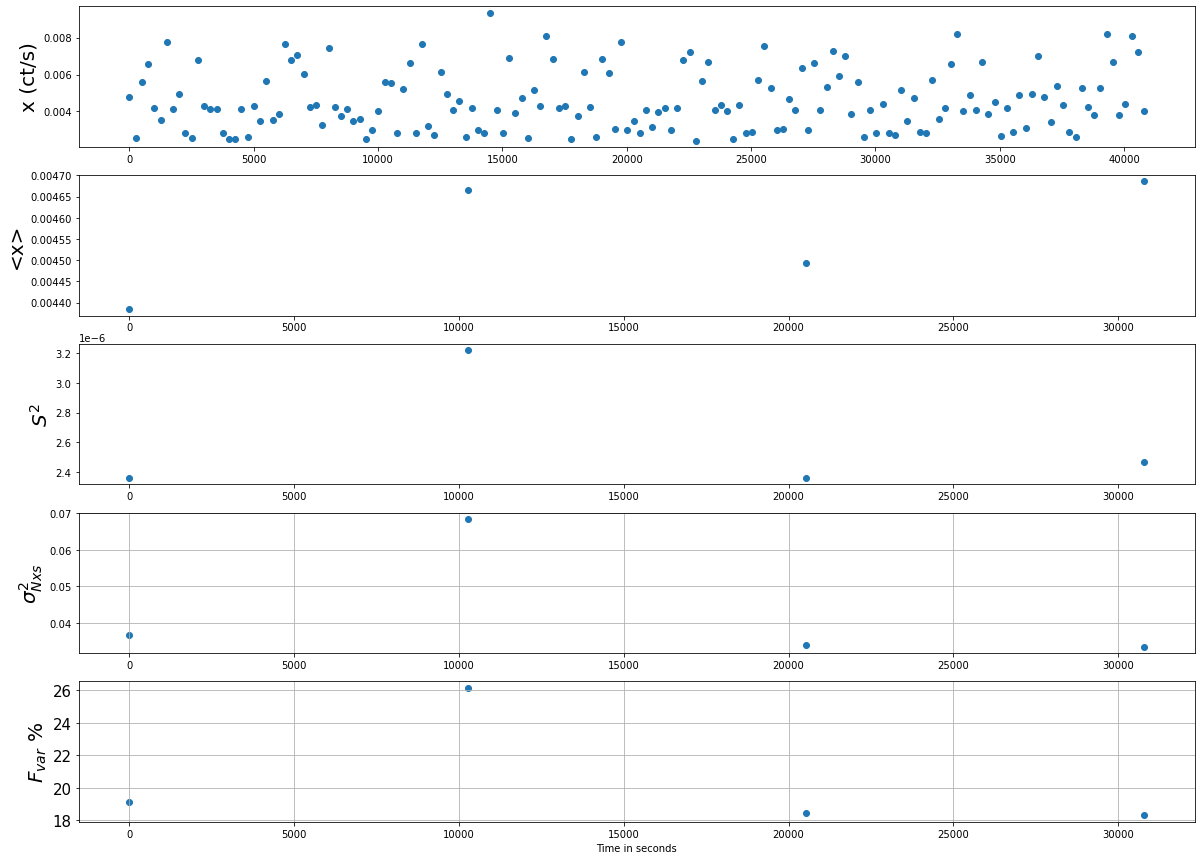 x (ct/s)
0.008
0.006
0.004
0 5000 10000 15000 20000 25000 30000 35000 40000
<x>
0.00470
0.00465
0.00460
0.00455
0.00450
0.00445
0.00440
0 5000 10000 15000 20000 25000 30000
1e−6
S²
3.2
3.0
2.8
2.6
2.4
0 5000 10000 15000 20000 25000 30000
σ²Nxs
0.07
0.06
0.05
0.04
0 5000 10000 15000 20000 25000 30000
Fvar %
26
24
22
20
18
0 5000 10000 15000 20000 25000 30000
Time in seconds